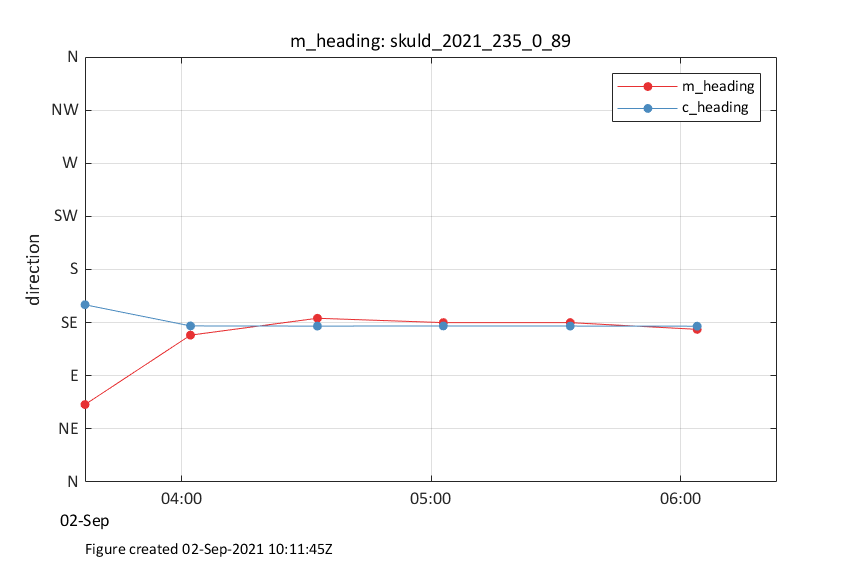 m_heading: skuld_2021_235_0_89
N
NW
W
SW
S
SE
E
NE
N
direction
m_heading
c_heading
04:00
05:00
06:00
02-Sep
Figure created 02-Sep-2021 10:11:45Z